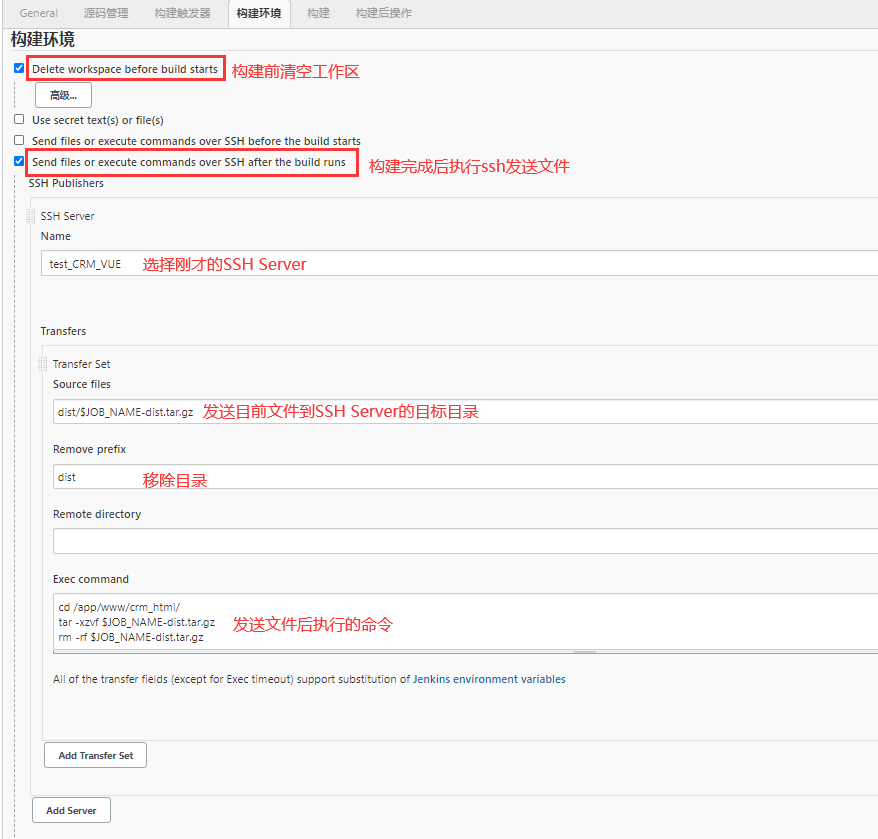 General 源码管理 构建触发器 构建环境 构建 构建后操作
构建环境
Delete workspace before build starts 构建前清空工作区
高级...
Use secret text(s) or file(s)
Send files or execute commands over SSH before the build starts
Send files or execute commands over SSH after the build runs 构建完成后执行ssh发送文件
SSH Publishers
SSH Server
Name
test_CRM_VUE 选择刚才的SSH Server
Transfers
Transfer Set
Source files
dist/$JOB_NAME-dist.tar.gz 发送目前文件到SSH Server的目标目录
Remove prefix
dist 移除目录
Remote directory
Exec command
cd /app/www/crm_html/
tar -xzvf $JOB_NAME-dist.tar.gz 发送文件后执行的命令
rm -rf $JOB_NAME-dist.tar.gz
All of the transfer fields (except for Exec timeout) support substitution of Jenkins environment variables
Add Transfer Set
Add Server